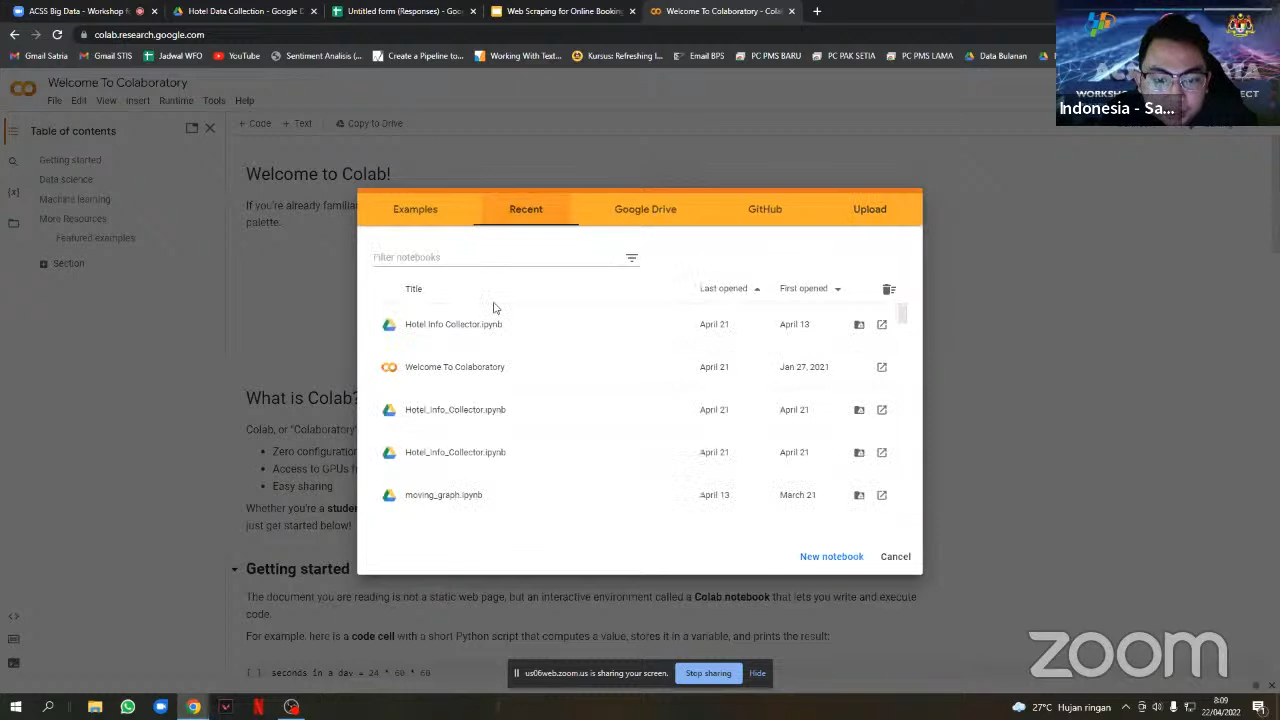 ACSS Big Data - Workshop B
Hotel Data Collection - Google D
Untitled form (Responses) - Goo
Web Scraping for Online Booking
Welcome To Colaboratory - Colab
colab.research.google.com
Gmail Satria
Gmail STIS
Jadwal WFO
YouTube
Sentiment Analysis (S...
Create a Quiz
Working With Text...
Kursus: Refreshing...
Email BPS
PC PMS BARU
PC PAK SETIA
PC PMS LAMA
Data Bulanan
Indonesia - Sa...
Welcome To Colaboratory
File Edit View Insert Runtime Tools Help
Table of contents
+ Code + Text Copy to Drive
Getting started
Data science
Machine learning
More Resources
Featured examples
Section
Welcome to Colab!
If you're already familiar
palette.
Examples
Recent
Google Drive
GitHub
Upload
Filter notebooks
Title
Last opened
First opened
Hotel Info Collector.ipynb April 21 April 13
Welcome To Colaboratory April 21 Jan 27, 2021
Hotel_Info_Collector.ipynb April 21 April 21
Hotel_Info_Collector.ipynb April 21 April 21
moving_graph.ipynb April 13 March 21
New notebook Cancel
What is Colab?
Colab, or "Colaboratory"
Zero configuration
Access to GPUs f
Easy sharing
Whether you're a stude
just get started below!
Getting started
The document you are reading is not a static web page, but an interactive environment called a Colab notebook that lets you write and execute
code.
For example, here is a code cell with a short Python script that computes a value, stores it in a variable, and prints the result:
us06web.zoom.us is sharing your screen. Stop sharing Hide
zoom
27°C Hujan ringan
8:09
22/04/2022